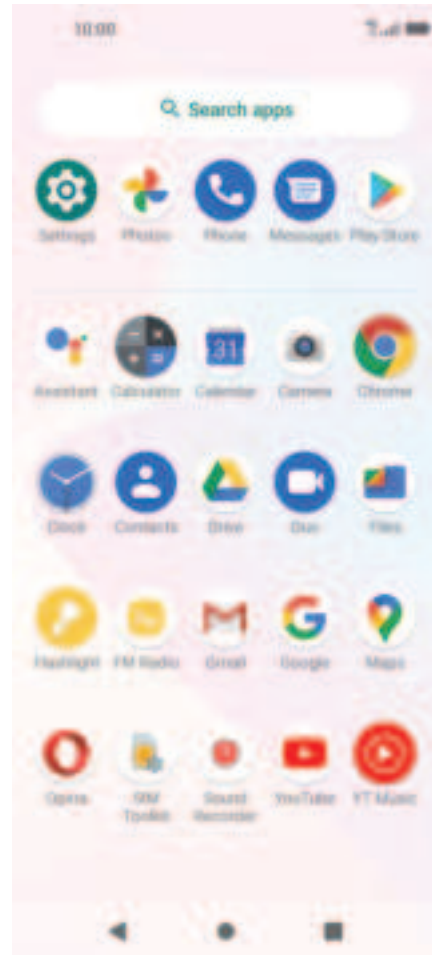 10:00
Search apps
Settings Photos Phone Messages Play Store
Assistant Calculator Calendar Camera Chrome
31
Clock Contacts Drive Duo Files
Flashlight FM Radio Gmail Google Maps
Opera SIM Toolkit Sound Recorder YouTube YT Music